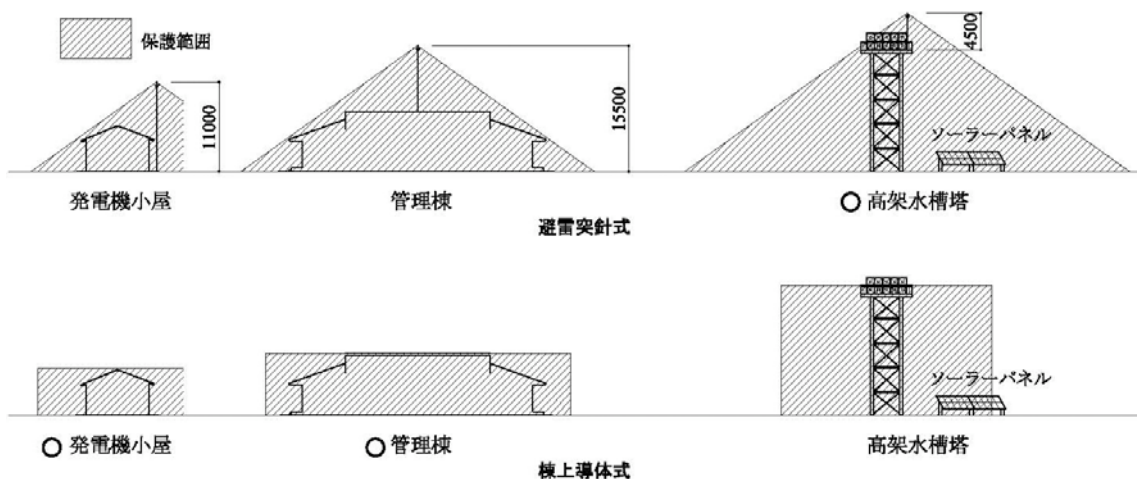 保護範囲
11000
15500
4500
ソーラーパネル
発電機小屋
管理棟
○ 高架水槽塔
避雷突針式
ソーラーパネル
○ 発電機小屋
○ 管理棟
高架水槽塔
棟上導体式